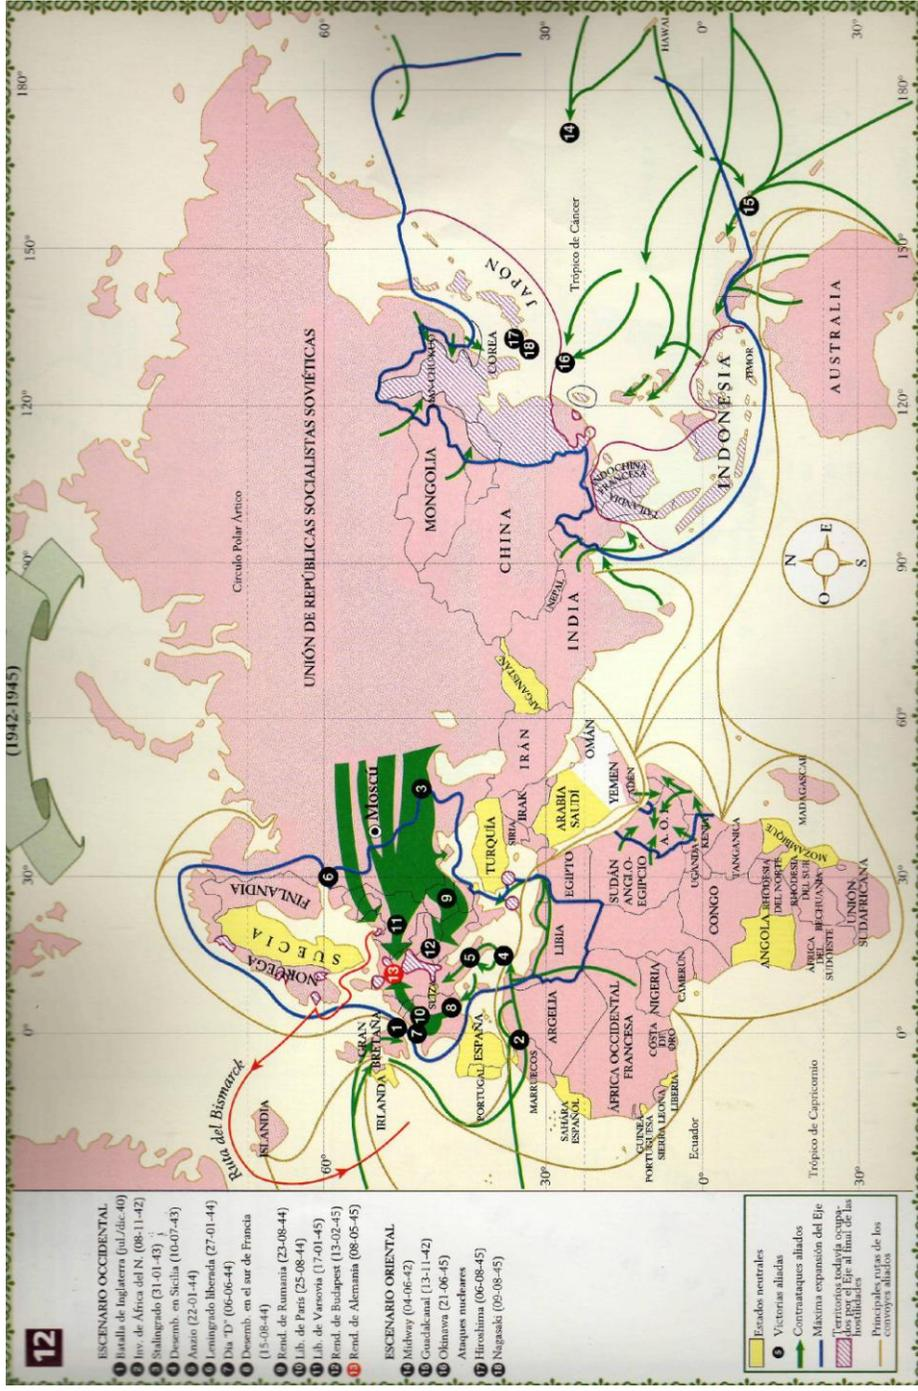 (1942-1945)
12
ESCENARIO OCCIDENTAL
1 Batalla de Inglaterra (jul./dic.40)
2 Inv. de África del N. (08-11-42)
3 Stalingrado (31-01-43)
4 Desemb. en Sicilia (10-07-43)
5 Anzio (22-01-44)
6 Leningrado liberada (27-01-44)
7 Día "D" (06-06-44)
8 Desemb. en el sur de Francia
(15-08-44)
9 Rend. de Rumania (23-08-44)
10 Lib. de París (25-08-44)
11 Lib. de Varsovia (17-01-45)
12 Rend. de Budapest (13-02-45)
13 Rend. de Alemania (08-05-45)
ESCENARIO ORIENTAL
14 Midway (04-06-42)
15 Guadalcanal (13-11-42)
16 Okinawa (21-06-45)
Ataques nucleares
17 Hiroshima (06-08-45)
18 Nagasaki (09-08-45)
Estados neutrales
Victorias aliadas
Contraataques aliados
Máxima expansión del Eje
Territorios todavía ocupa-
dos por el Eje al final de las
hostilidades
Principales rutas de los
convoyes aliados
0°
30°
60°
90°
120°
150°
180°
60°
30°
0°
30°
Ruta del Bismarck
ISLANDIA
Círculo Polar Ártico
NORUEGA
SUECIA
FINLANDIA
UNIÓN DE REPÚBLICAS SOCIALISTAS SOVIÉTICAS
Moscú
IRLANDA
GRAN
BRETAÑA
PORTUGAL
ESPAÑA
SUIZA
TURQUÍA
SIRIA
IRAK
IRÁN
AFGANISTÁN
MONGOLIA
MAN-CHUKUO
COREA
JAPÓN
CHINA
NEPAL
INDIA
MARRUECOS
ARGELIA
LIBIA
EGIPTO
ARABIA
SAUDÍ
OMÁN
YEMEN
ADÉN
SAHÁRA
ESPAÑOL
ÁFRICA OCCIDENTAL
FRANCESA
NIGERIA
SUDÁN
ANGLO-
EGIPCIO
A. O. I.
GUINEA
PORTUGUESA
SIERRA LEONA
LIBERIA
COSTA
DE
ORO
CAMERÚN
CONGO
UGANDA
KENIA
TANGANICA
ANGOLA
RHODESIA
DEL NORTE
RHODESIA
DEL SUR
MOZAMBIQUE
MADAGASCAR
ÁFRICA
DEL
SUDOESTE
BECHUANIA
UNION
SUDAFRICANA
INDOCHINA
FRANCESA
TAILANDIA
INDONESIA
TIMOR
AUSTRALIA
HAWAI
Trópico de Cáncer
Ecuador
Trópico de Capricornio
N
O E
S